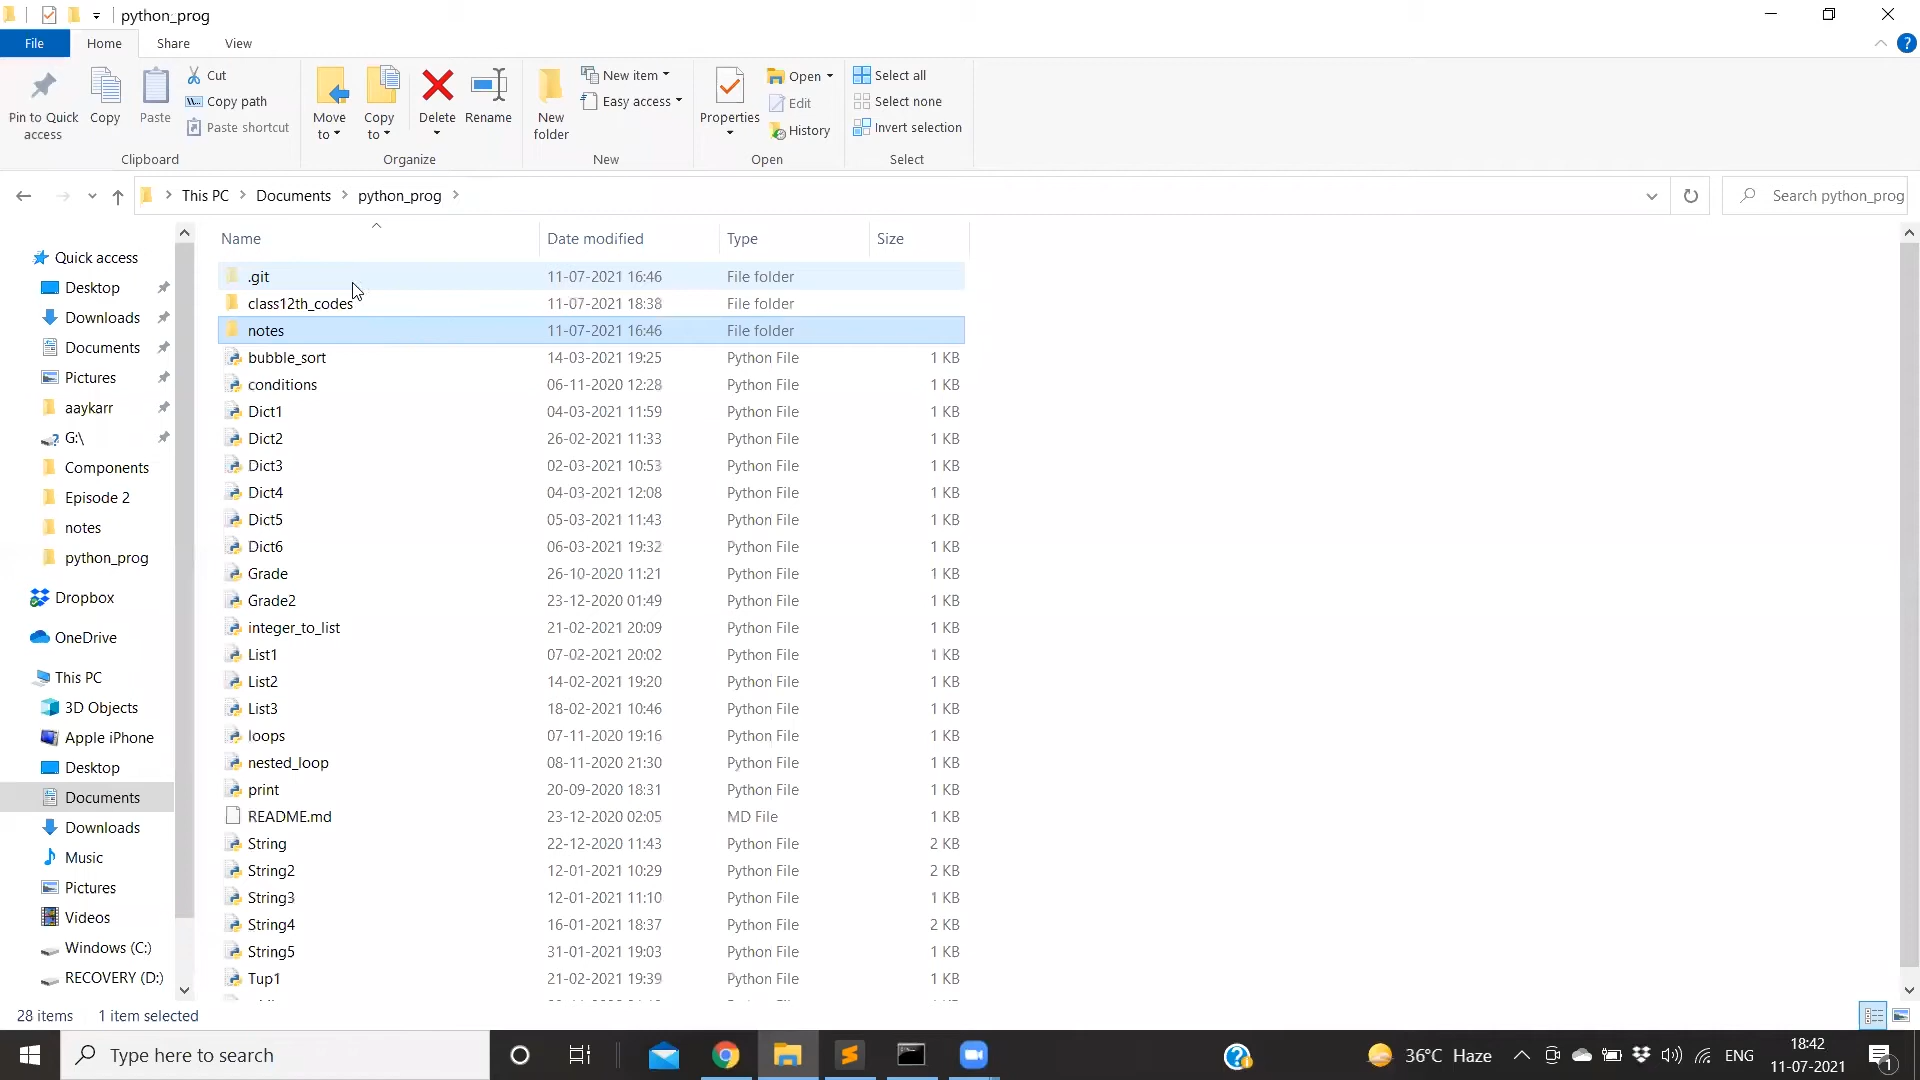 python_prog
File Home Share View
Pin to Quick access
Copy
Paste
Cut
Copy path
Paste shortcut
Clipboard
Move to
Copy to
Delete
Rename
Organize
New folder
New item
Easy access
New
Properties
Open
Edit
History
Open
Select all
Select none
Invert selection
Select
This PC Documents python_prog
Search python_prog
Quick access
Desktop
Downloads
Documents
Pictures
aaykarr
G:\
Components
Episode 2
notes
python_prog
Dropbox
OneDrive
This PC
3D Objects
Apple iPhone
Desktop
Documents
Downloads
Music
Pictures
Videos
Windows (C:)
RECOVERY (D:)
Name Date modified Type Size
.git 11-07-2021 16:46 File folder
class12th_codes 11-07-2021 18:38 File folder
notes 11-07-2021 16:46 File folder
bubble_sort 14-03-2021 19:25 Python File 1 KB
conditions 06-11-2020 12:28 Python File 1 KB
Dict1 04-03-2021 11:59 Python File 1 KB
Dict2 26-02-2021 11:33 Python File 1 KB
Dict3 02-03-2021 10:53 Python File 1 KB
Dict4 04-03-2021 12:08 Python File 1 KB
Dict5 05-03-2021 11:43 Python File 1 KB
Dict6 06-03-2021 19:32 Python File 1 KB
Grade 26-10-2020 11:21 Python File 1 KB
Grade2 23-12-2020 01:49 Python File 1 KB
integer_to_list 21-02-2021 20:09 Python File 1 KB
List1 07-02-2021 20:02 Python File 1 KB
List2 14-02-2021 19:20 Python File 1 KB
List3 18-02-2021 10:46 Python File 1 KB
loops 07-11-2020 19:16 Python File 1 KB
nested_loop 08-11-2020 21:30 Python File 1 KB
print 20-09-2020 18:31 Python File 1 KB
README.md 23-12-2020 02:05 MD File 1 KB
String 22-12-2020 11:43 Python File 2 KB
String2 12-01-2021 10:29 Python File 2 KB
String3 12-01-2021 11:10 Python File 1 KB
String4 16-01-2021 18:37 Python File 2 KB
String5 31-01-2021 19:03 Python File 1 KB
Tup1 21-02-2021 19:39 Python File 1 KB
28 items 1 item selected
Type here to search
36°C Haze
ENG
18:42
11-07-2021
1